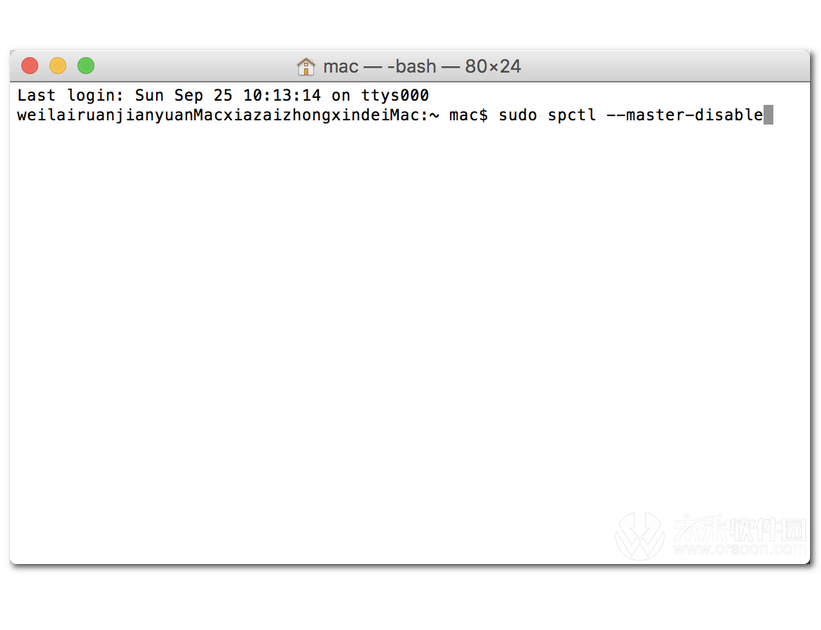 mac — -bash — 80×24
Last login: Sun Sep 25 10:13:14 on ttys000
weilairuanjianyuanMacxiazaizhongxindeiMac:~ mac$ sudo spctl --master-disable
未来软件园
www.orsoon.com